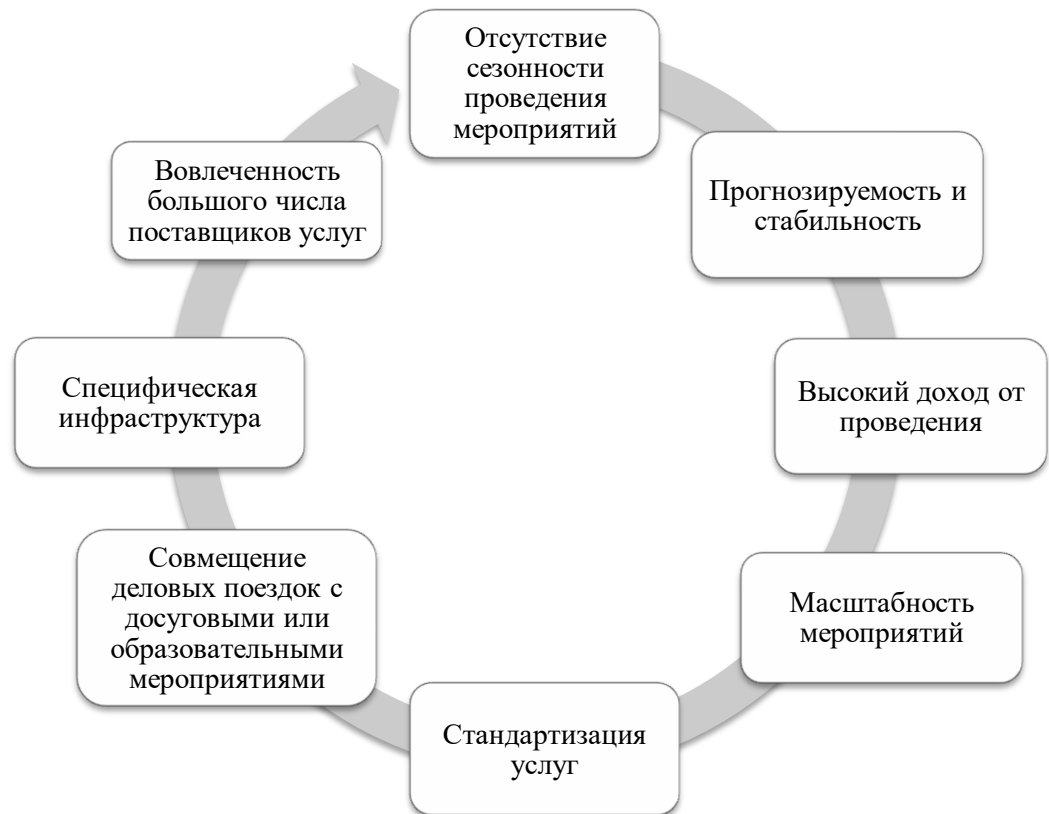 Отсутствие
сезонности
проведения
мероприятий
Прогнозируемость и
стабильность
Высокий доход от
проведения
Масштабность
мероприятий
Стандартизация
услуг
Совмещение
деловых поездок с
досуговыми или
образовательными
мероприятиями
Специфическая
инфраструктура
Вовлеченность
большого числа
поставщиков услуг